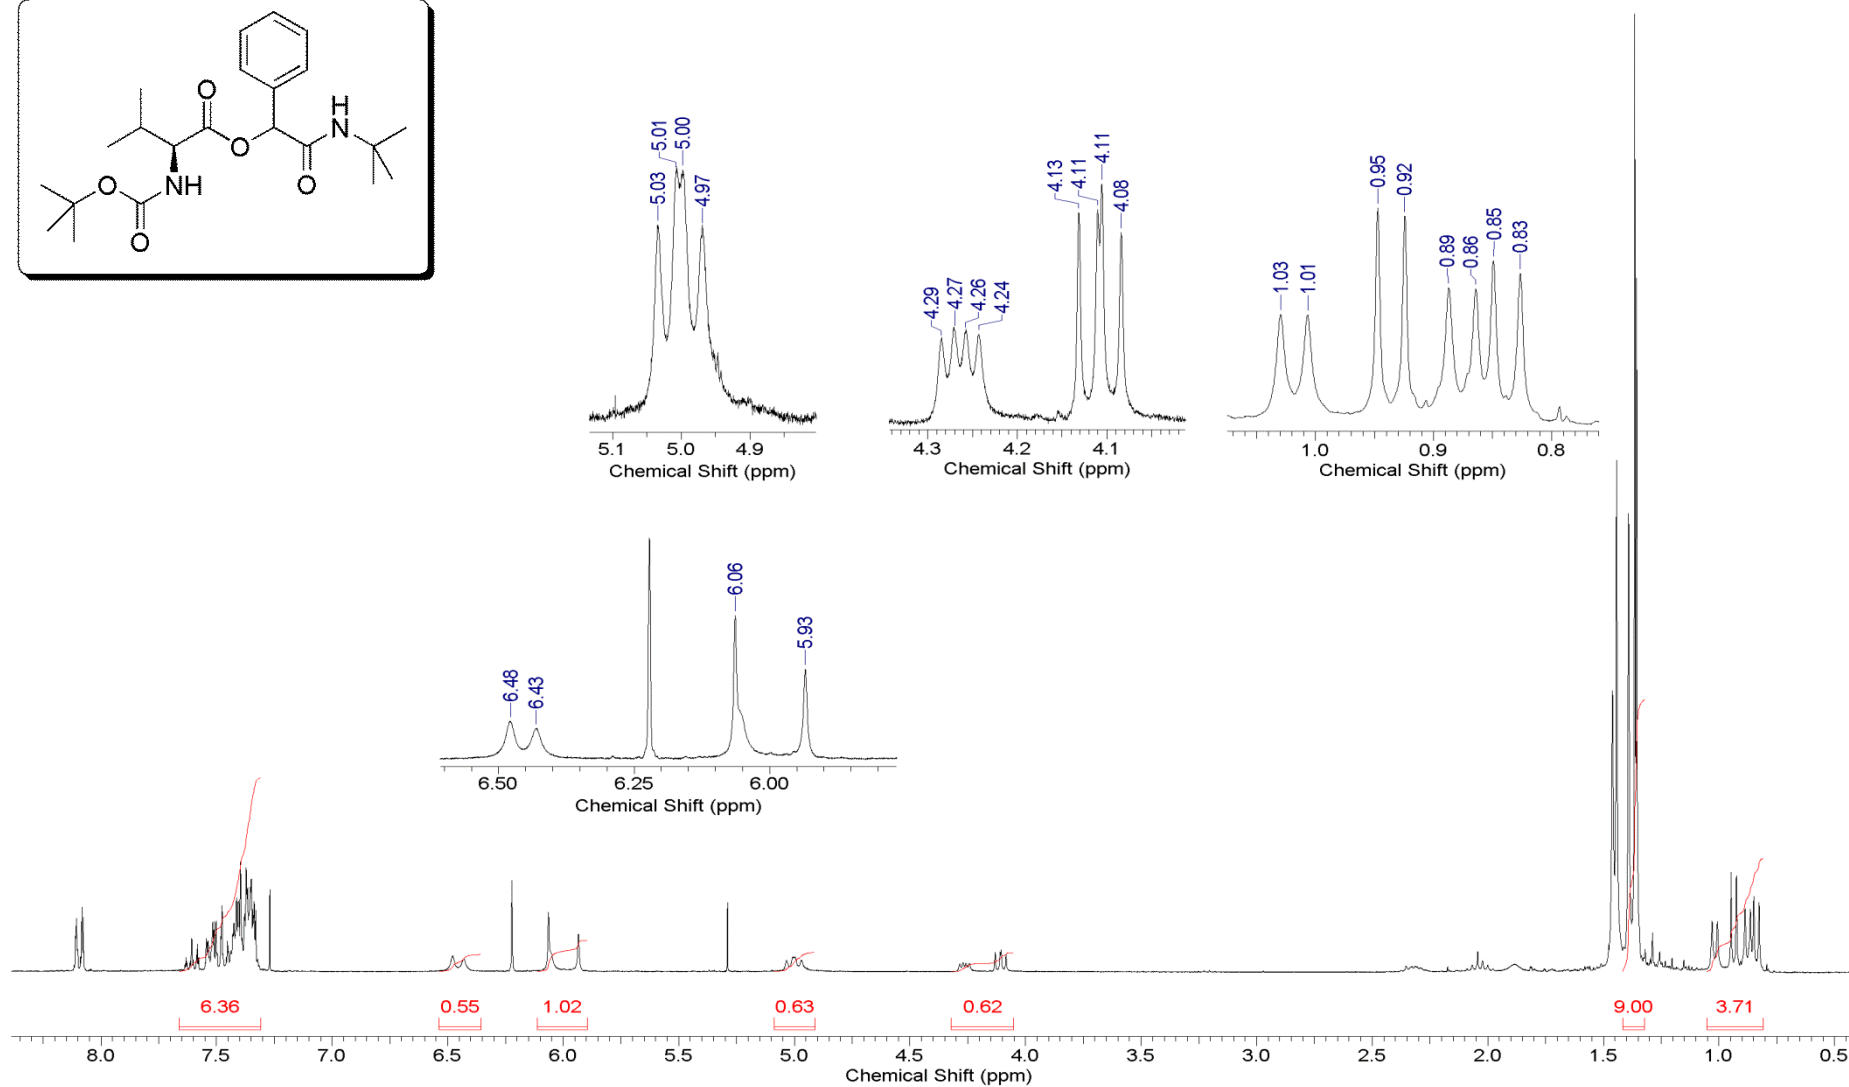 O
O
O
H
N
O
NH
O
5.03
5.01
5.00
4.97
5.1 5.0 4.9
Chemical Shift (ppm)
4.29
4.27
4.26
4.24
4.13
4.11
4.11
4.08
4.3 4.2 4.1
Chemical Shift (ppm)
1.03
1.01
0.95
0.92
0.89
0.86
0.85
0.83
1.0 0.9 0.8
Chemical Shift (ppm)
6.48
6.43
6.06
5.93
6.50 6.25 6.00
Chemical Shift (ppm)
6.36 0.55 1.02 0.63 0.62 9.00 3.71
8.0 7.5 7.0 6.5 6.0 5.5 5.0 4.5 4.0 3.5 3.0 2.5 2.0 1.5 1.0 0.5
Chemical Shift (ppm)